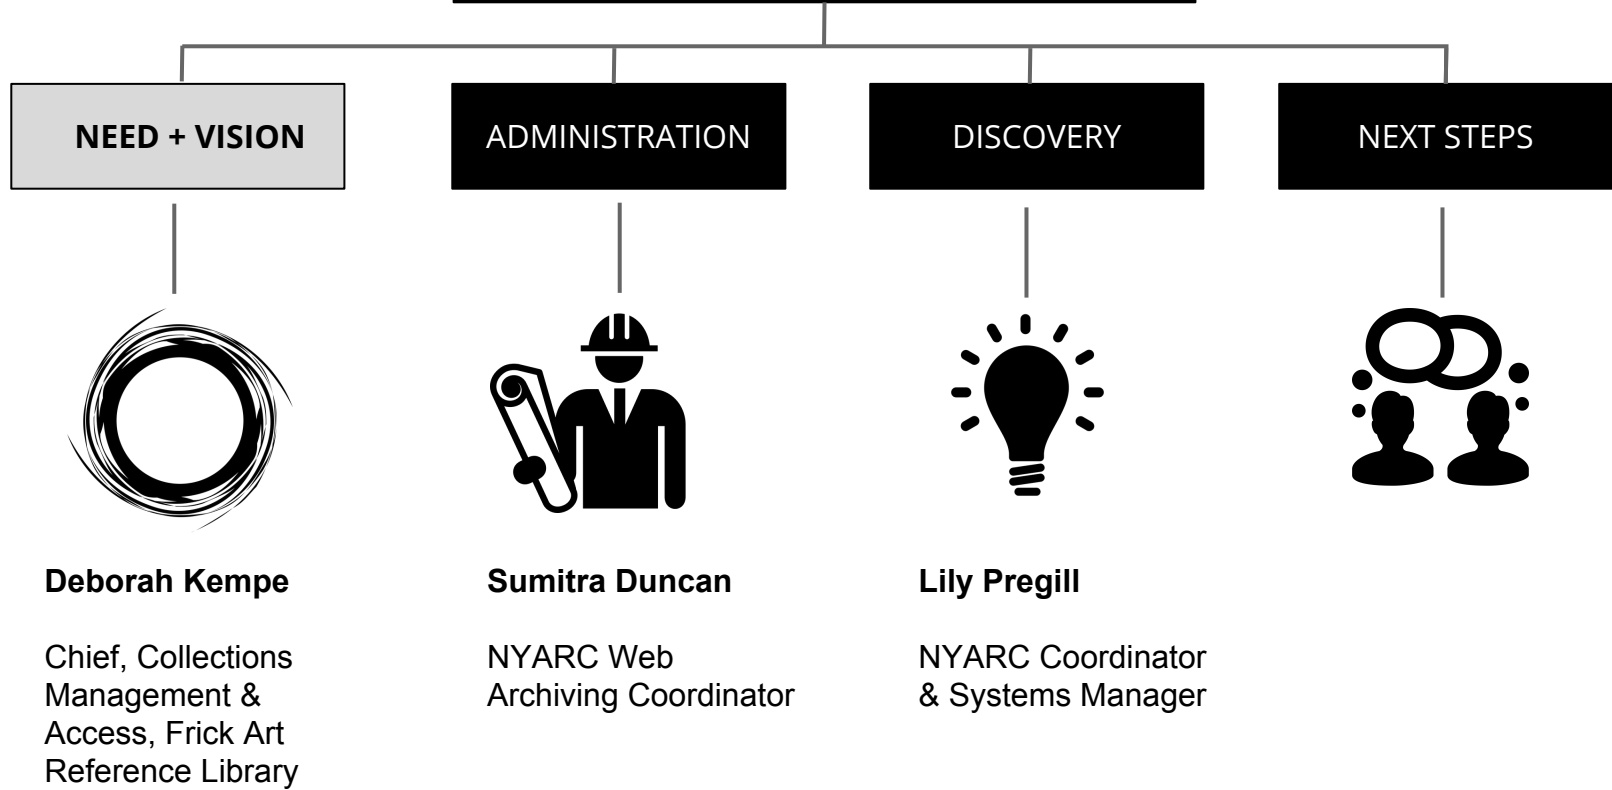 NEED + VISION
ADMINISTRATION
DISCOVERY
NEXT STEPS
Deborah Kempe
Chief, Collections
Management &
Access, Frick Art
Reference Library
Sumitra Duncan
NYARC Web
Archiving Coordinator
Lily Pregill
NYARC Coordinator
& Systems Manager